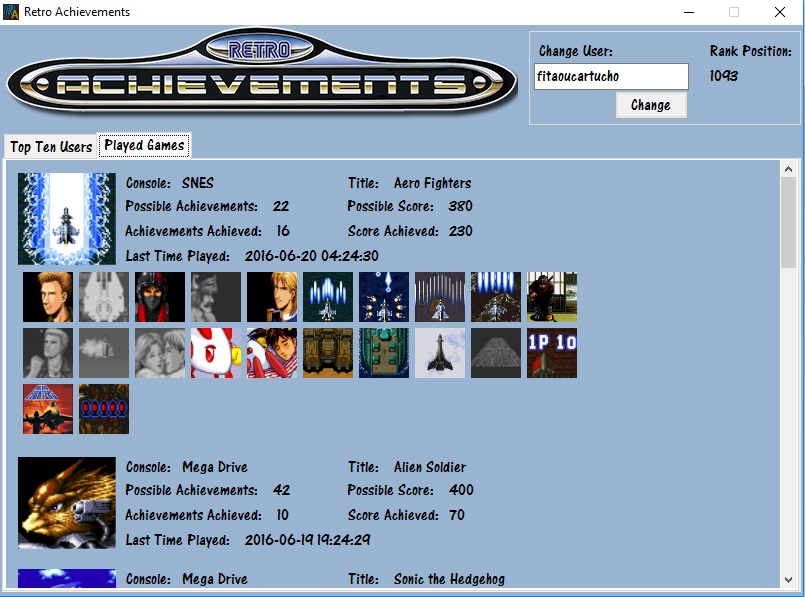 Retro Achievements
RETRO
ACHIEVEMENTS
Change User:
Rank Position:
fitaoucartucho
1093
Change
Top Ten Users
Played Games
Console: SNES
Title: Aero Fighters
Possible Achievements: 22
Possible Score: 380
Achievements Achieved: 16
Score Achieved: 230
Last Time Played: 2016-06-20 04:24:30
1P 10
Console: Mega Drive
Title: Alien Soldier
Possible Achievements: 42
Possible Score: 400
Achievements Achieved: 10
Score Achieved: 70
Last Time Played: 2016-06-19 19:24:29
Console: Mega Drive
Title: Sonic the Hedgehog